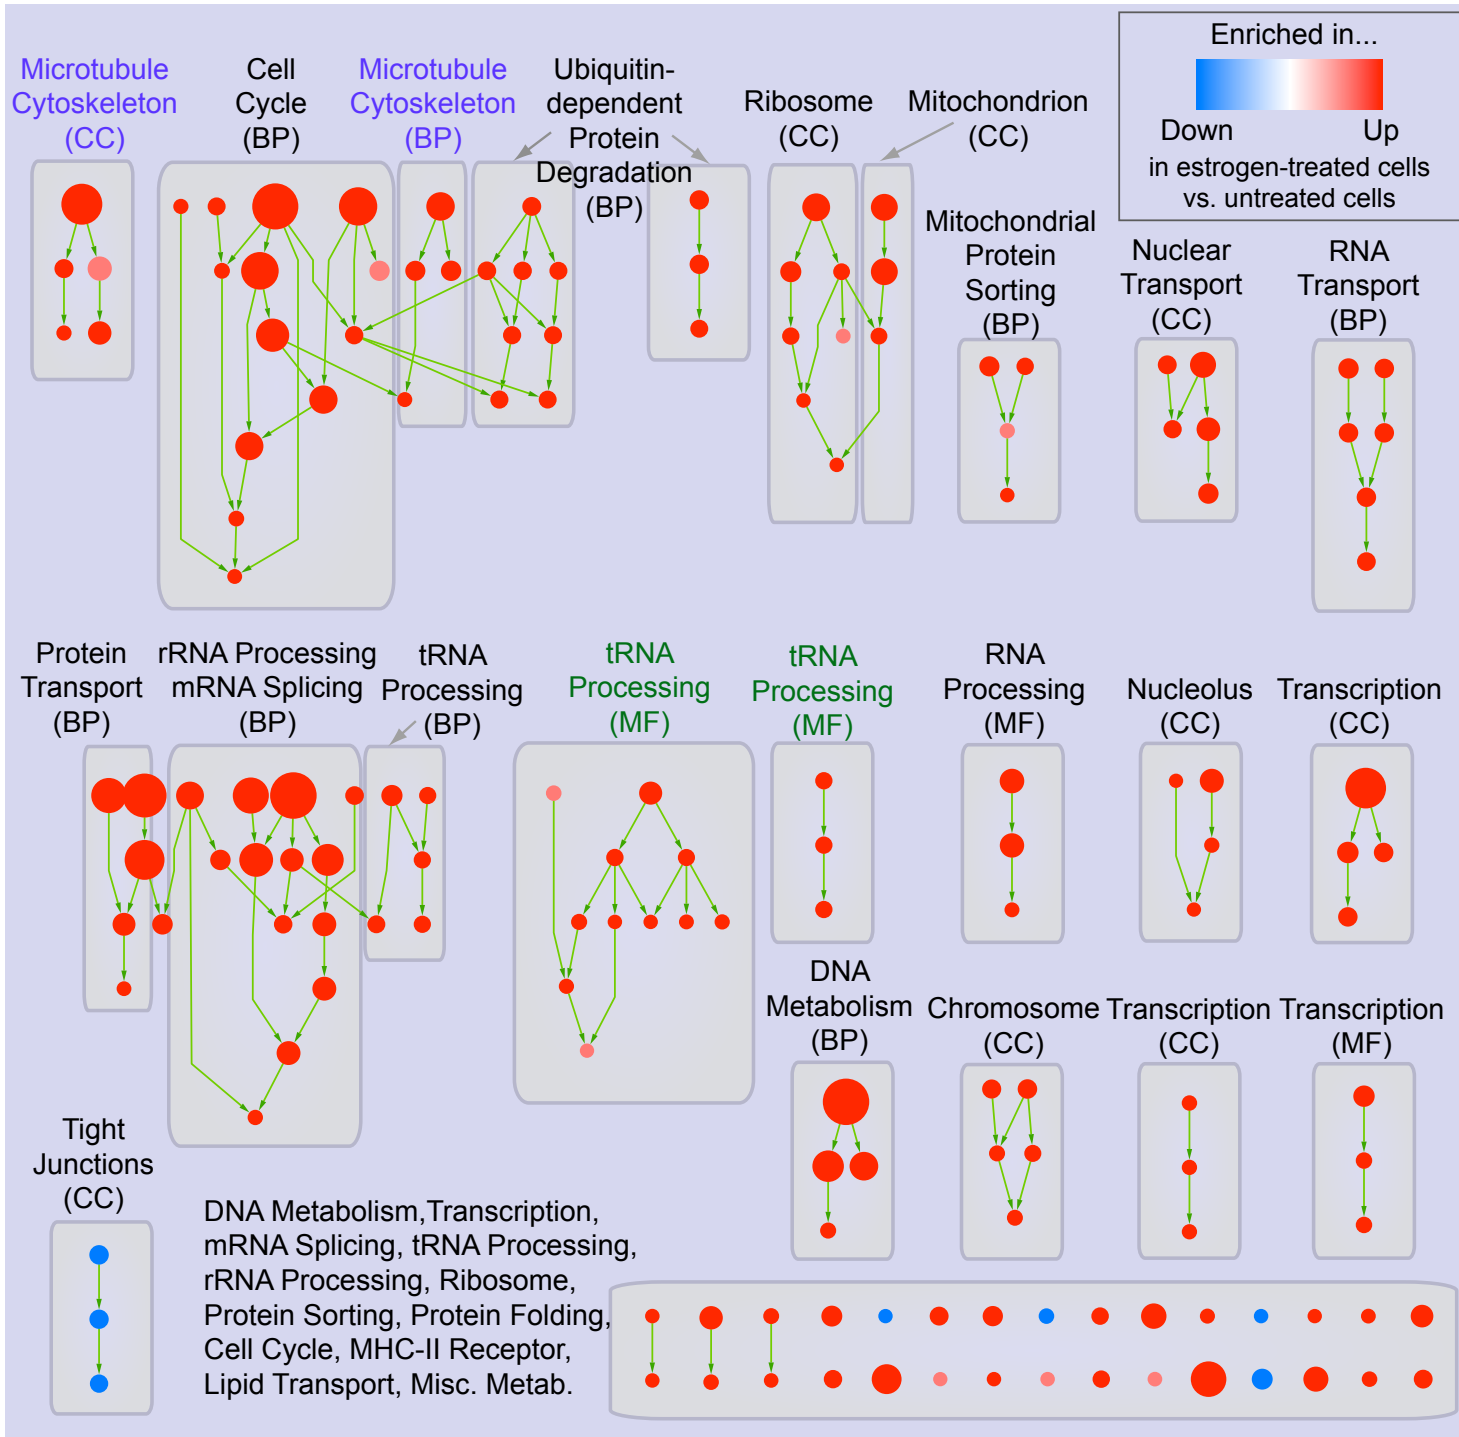 Microtubule
Cytoskeleton
(CC)
Cell
Cycle
(BP)
Microtubule
Cytoskeleton
(BP)
Ubiquitin-
dependent
Protein
Degradation
(BP)
Ribosome
(CC)
Mitochondrion
(CC)
Enriched in...
Down Up
in estrogen-treated cells
vs. untreated cells
Mitochondrial
Protein
Sorting
(BP)
Nuclear
Transport
(CC)
RNA
Transport
(BP)
Protein
Transport
(BP)
rRNA Processing
mRNA Splicing
(BP)
tRNA
Processing
(BP)
tRNA
Processing
(MF)
tRNA
Processing
(MF)
RNA
Processing
(MF)
Nucleolus
(CC)
Transcription
(CC)
DNA
Metabolism
(BP)
Chromosome
(CC)
Transcription
(CC)
Transcription
(MF)
Tight
Junctions
(CC)
DNA Metabolism,Transcription,
mRNA Splicing, tRNA Processing,
rRNA Processing, Ribosome,
Protein Sorting, Protein Folding,
Cell Cycle, MHC-II Receptor,
Lipid Transport, Misc. Metab.